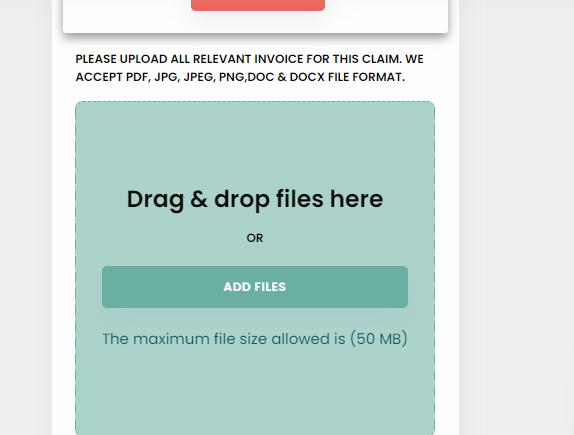 PLEASE UPLOAD ALL RELEVANT INVOICE FOR THIS CLAIM. WE
ACCEPT PDF, JPG, JPEG, PNG,DOC & DOCX FILE FORMAT.
Drag & drop files here
OR
ADD FILES
The maximum file size allowed is (50 MB)